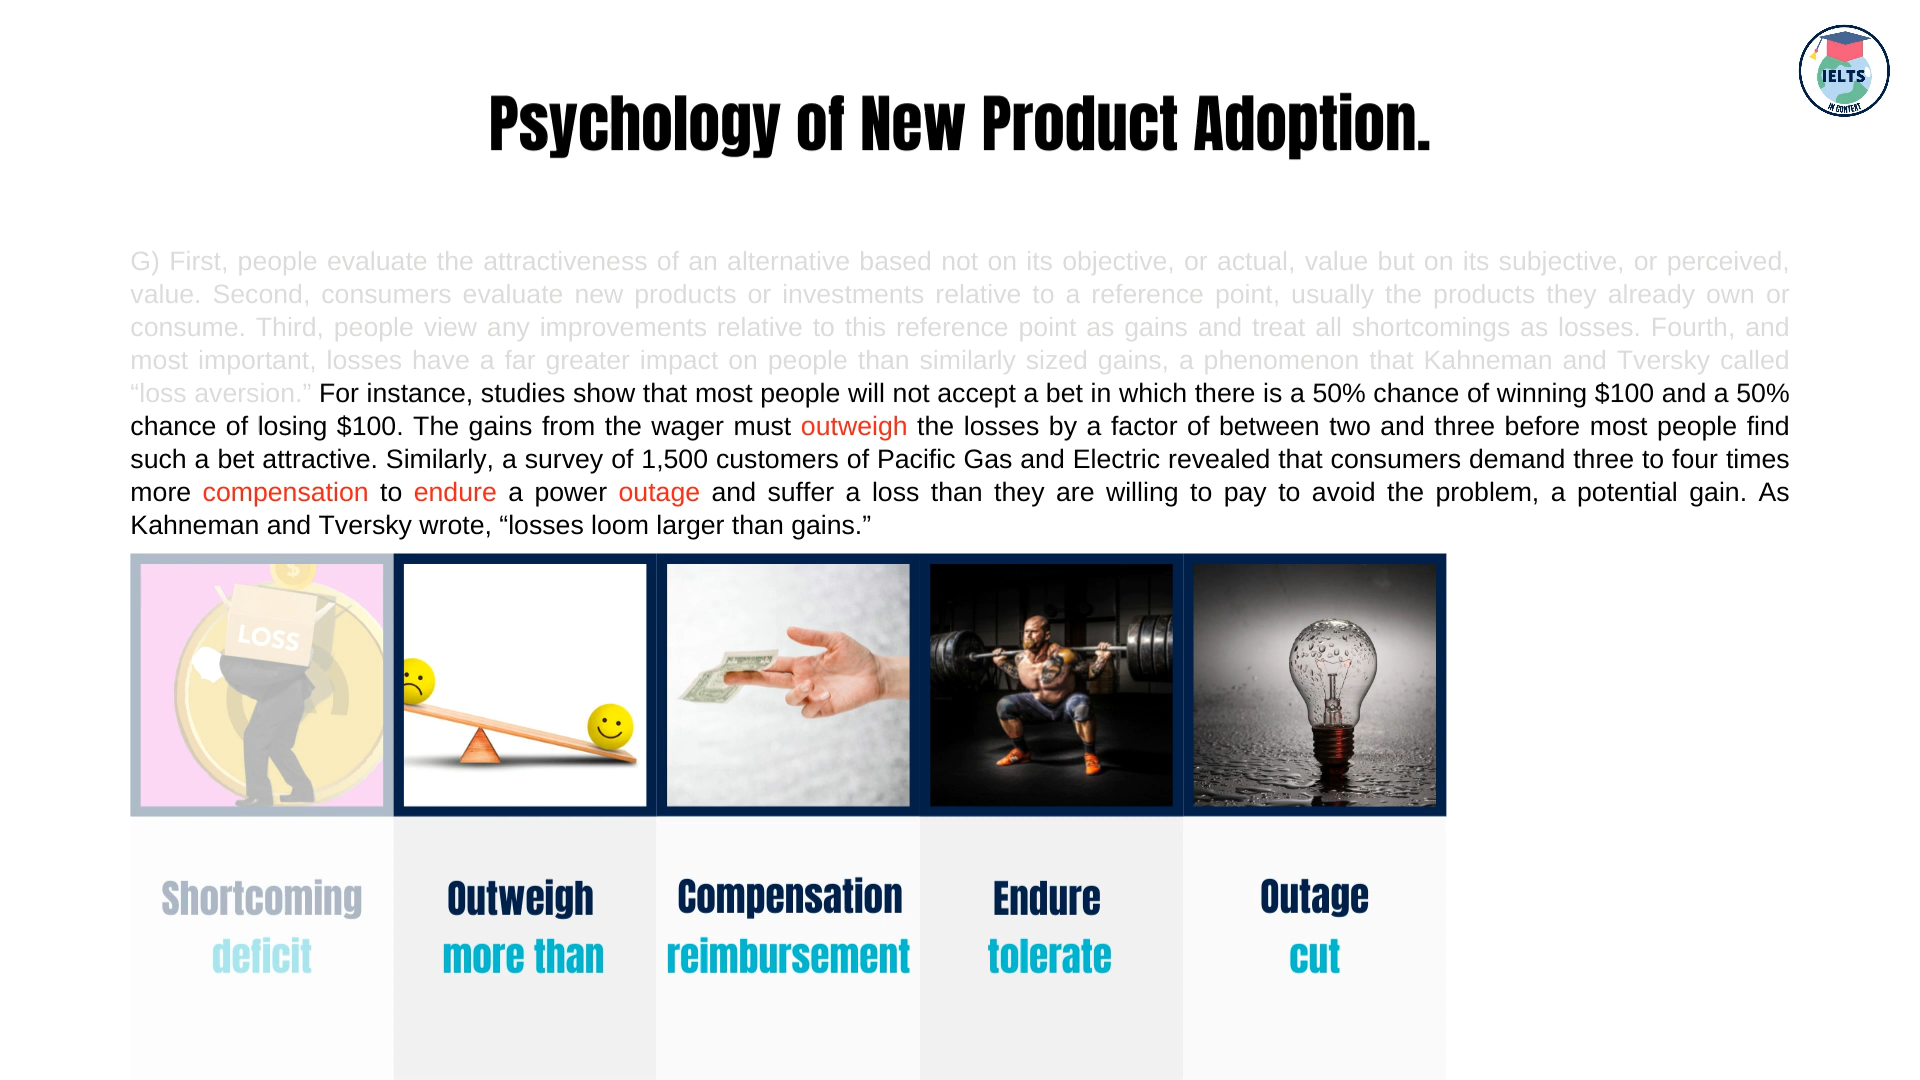 IELTS
IN CONTEXT
Psychology of New Product Adoption.
G) First, people evaluate the attractiveness of an alternative based not on its objective, or actual, value but on its subjective, or perceived,
value. Second, consumers evaluate new products or investments relative to a reference point, usually the products they already own or
consume. Third, people view any improvements relative to this reference point as gains and treat all shortcomings as losses. Fourth, and
most important, losses have a far greater impact on people than similarly sized gains, a phenomenon that Kahneman and Tversky called
“loss aversion.” For instance, studies show that most people will not accept a bet in which there is a 50% chance of winning $100 and a 50%
chance of losing $100. The gains from the wager must outweigh the losses by a factor of between two and three before most people find
such a bet attractive. Similarly, a survey of 1,500 customers of Pacific Gas and Electric revealed that consumers demand three to four times
more compensation to endure a power outage and suffer a loss than they are willing to pay to avoid the problem, a potential gain. As
Kahneman and Tversky wrote, “losses loom larger than gains.”
$
LOSS
Shortcoming
deficit
Outweigh
more than
Compensation
reimbursement
Endure
tolerate
Outage
cut